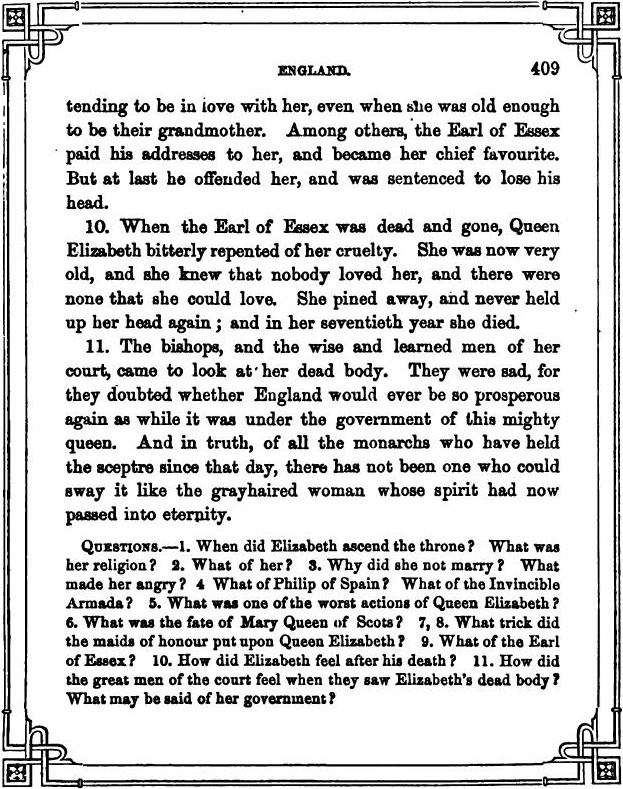 ENGLAND. 409
tending to be in love with her, even when she was old enough
to be their grandmother. Among others, the Earl of Essex
paid his addresses to her, and became her chief favourite.
But at last he offended her, and was sentenced to lose his
head.
10. When the Earl of Essex was dead and gone, Queen
Elizabeth bitterly repented of her cruelty. She was now very
old, and she knew that nobody loved her, and there were
none that she could love. She pined away, and never held
up her head again; and in her seventieth year she died.
11. The bishops, and the wise and learned men of her
court, came to look at her dead body. They were sad, for
they doubted whether England would ever be so prosperous
again as while it was under the government of this mighty
queen. And in truth, of all the monarchs who have held
the sceptre since that day, there has not been one who could
sway it like the grayhaired woman whose spirit had now
passed into eternity.
QUESTIONS.—1. When did Elizabeth ascend the throne? What was
her religion? 2. What of her? 3. Why did she not marry? What
made her angry? 4 What of Philip of Spain? What of the Invincible
Armada? 5. What was one of the worst actions of Queen Elizabeth?
6. What was the fate of Mary Queen of Scots? 7, 8. What trick did
the maids of honour put upon Queen Elizabeth? 9. What of the Earl
of Essex? 10. How did Elizabeth feel after his death? 11. How did
the great men of the court feel when they saw Elizabeth's dead body?
What may be said of her government?